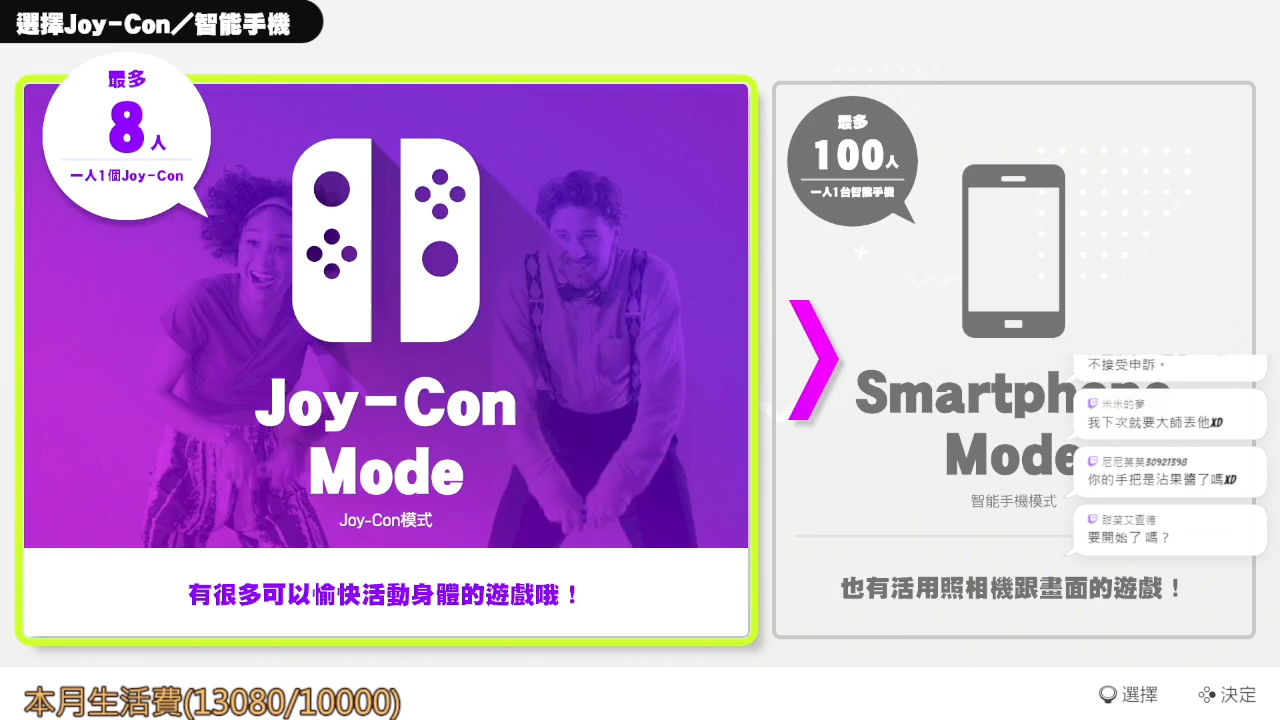 選擇Joy-Con／智能手機
最多
8人
一人1個Joy-Con
Joy-Con
Mode
Joy-Con模式
有很多可以愉快活動身體的遊戲哦！
最多
100人
一人1台智能手機
Smartphone
Mode
智能手機模式
也有活用照相機跟畫面的遊戲！
不接受申訴。
米米的夢
我下次就要大師丟他XD
尼尼莫莫30927398
你的手把是沾果醬了嗎XD
甜菜艾查德
要開始了嗎？
本月生活費(13080/10000)
選擇
決定